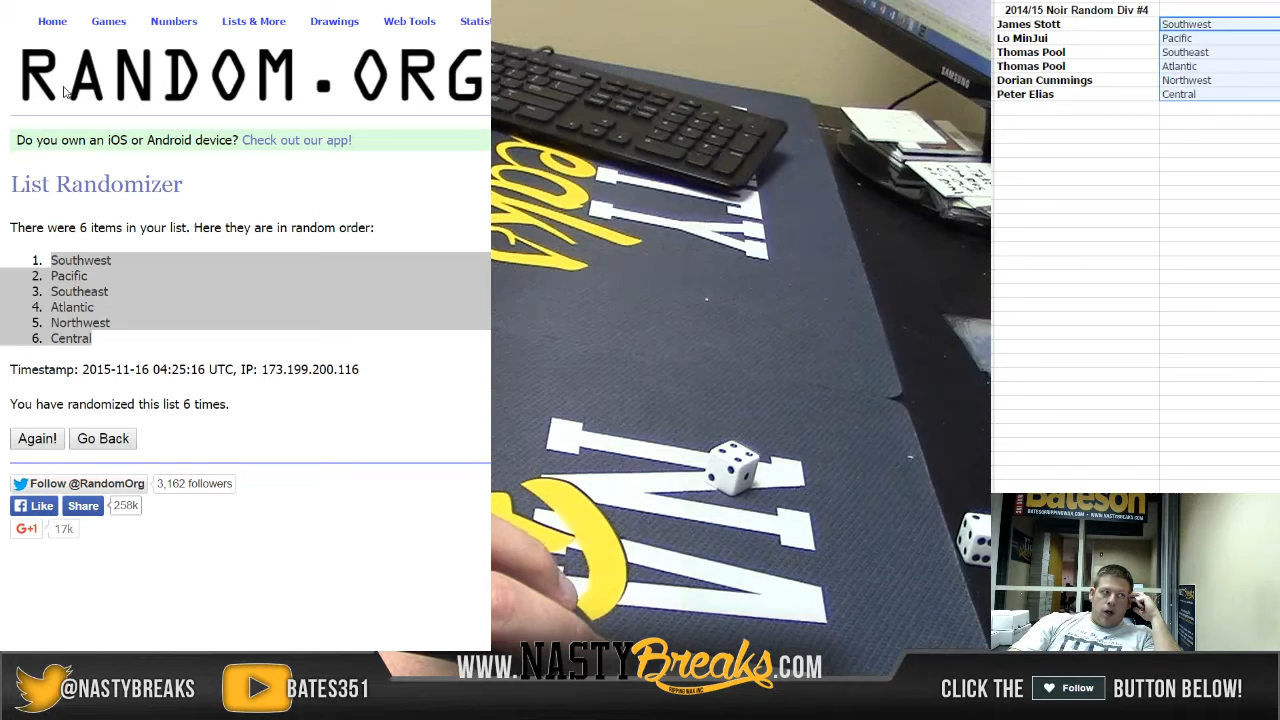 Home Games Numbers Lists & More Drawings Web Tools Statist
RANDOM.ORG
Do you own an iOS or Android device? Check out our app!
List Randomizer
There were 6 items in your list. Here they are in random order:
1. Southwest
2. Pacific
3. Southeast
4. Atlantic
5. Northwest
6. Central
Timestamp: 2015-11-16 04:25:16 UTC, IP: 173.199.200.116
You have randomized this list 6 times.
Again! Go Back
Follow @RandomOrg 3,162 followers
Like Share 258k
G+1 17k
SAMSUNG
2014/15 Noir Random Div #4
James Stott Southwest
Lo MinJui Pacific
Thomas Pool Southeast
Thomas Pool Atlantic
Dorian Cummings Northwest
Peter Elias Central
Bateson
@NASTYBREAKS
BATES351
WWW.NASTYBreaks.COM
RIPPING WAX INC.
CLICK THE Follow BUTTON BELOW!